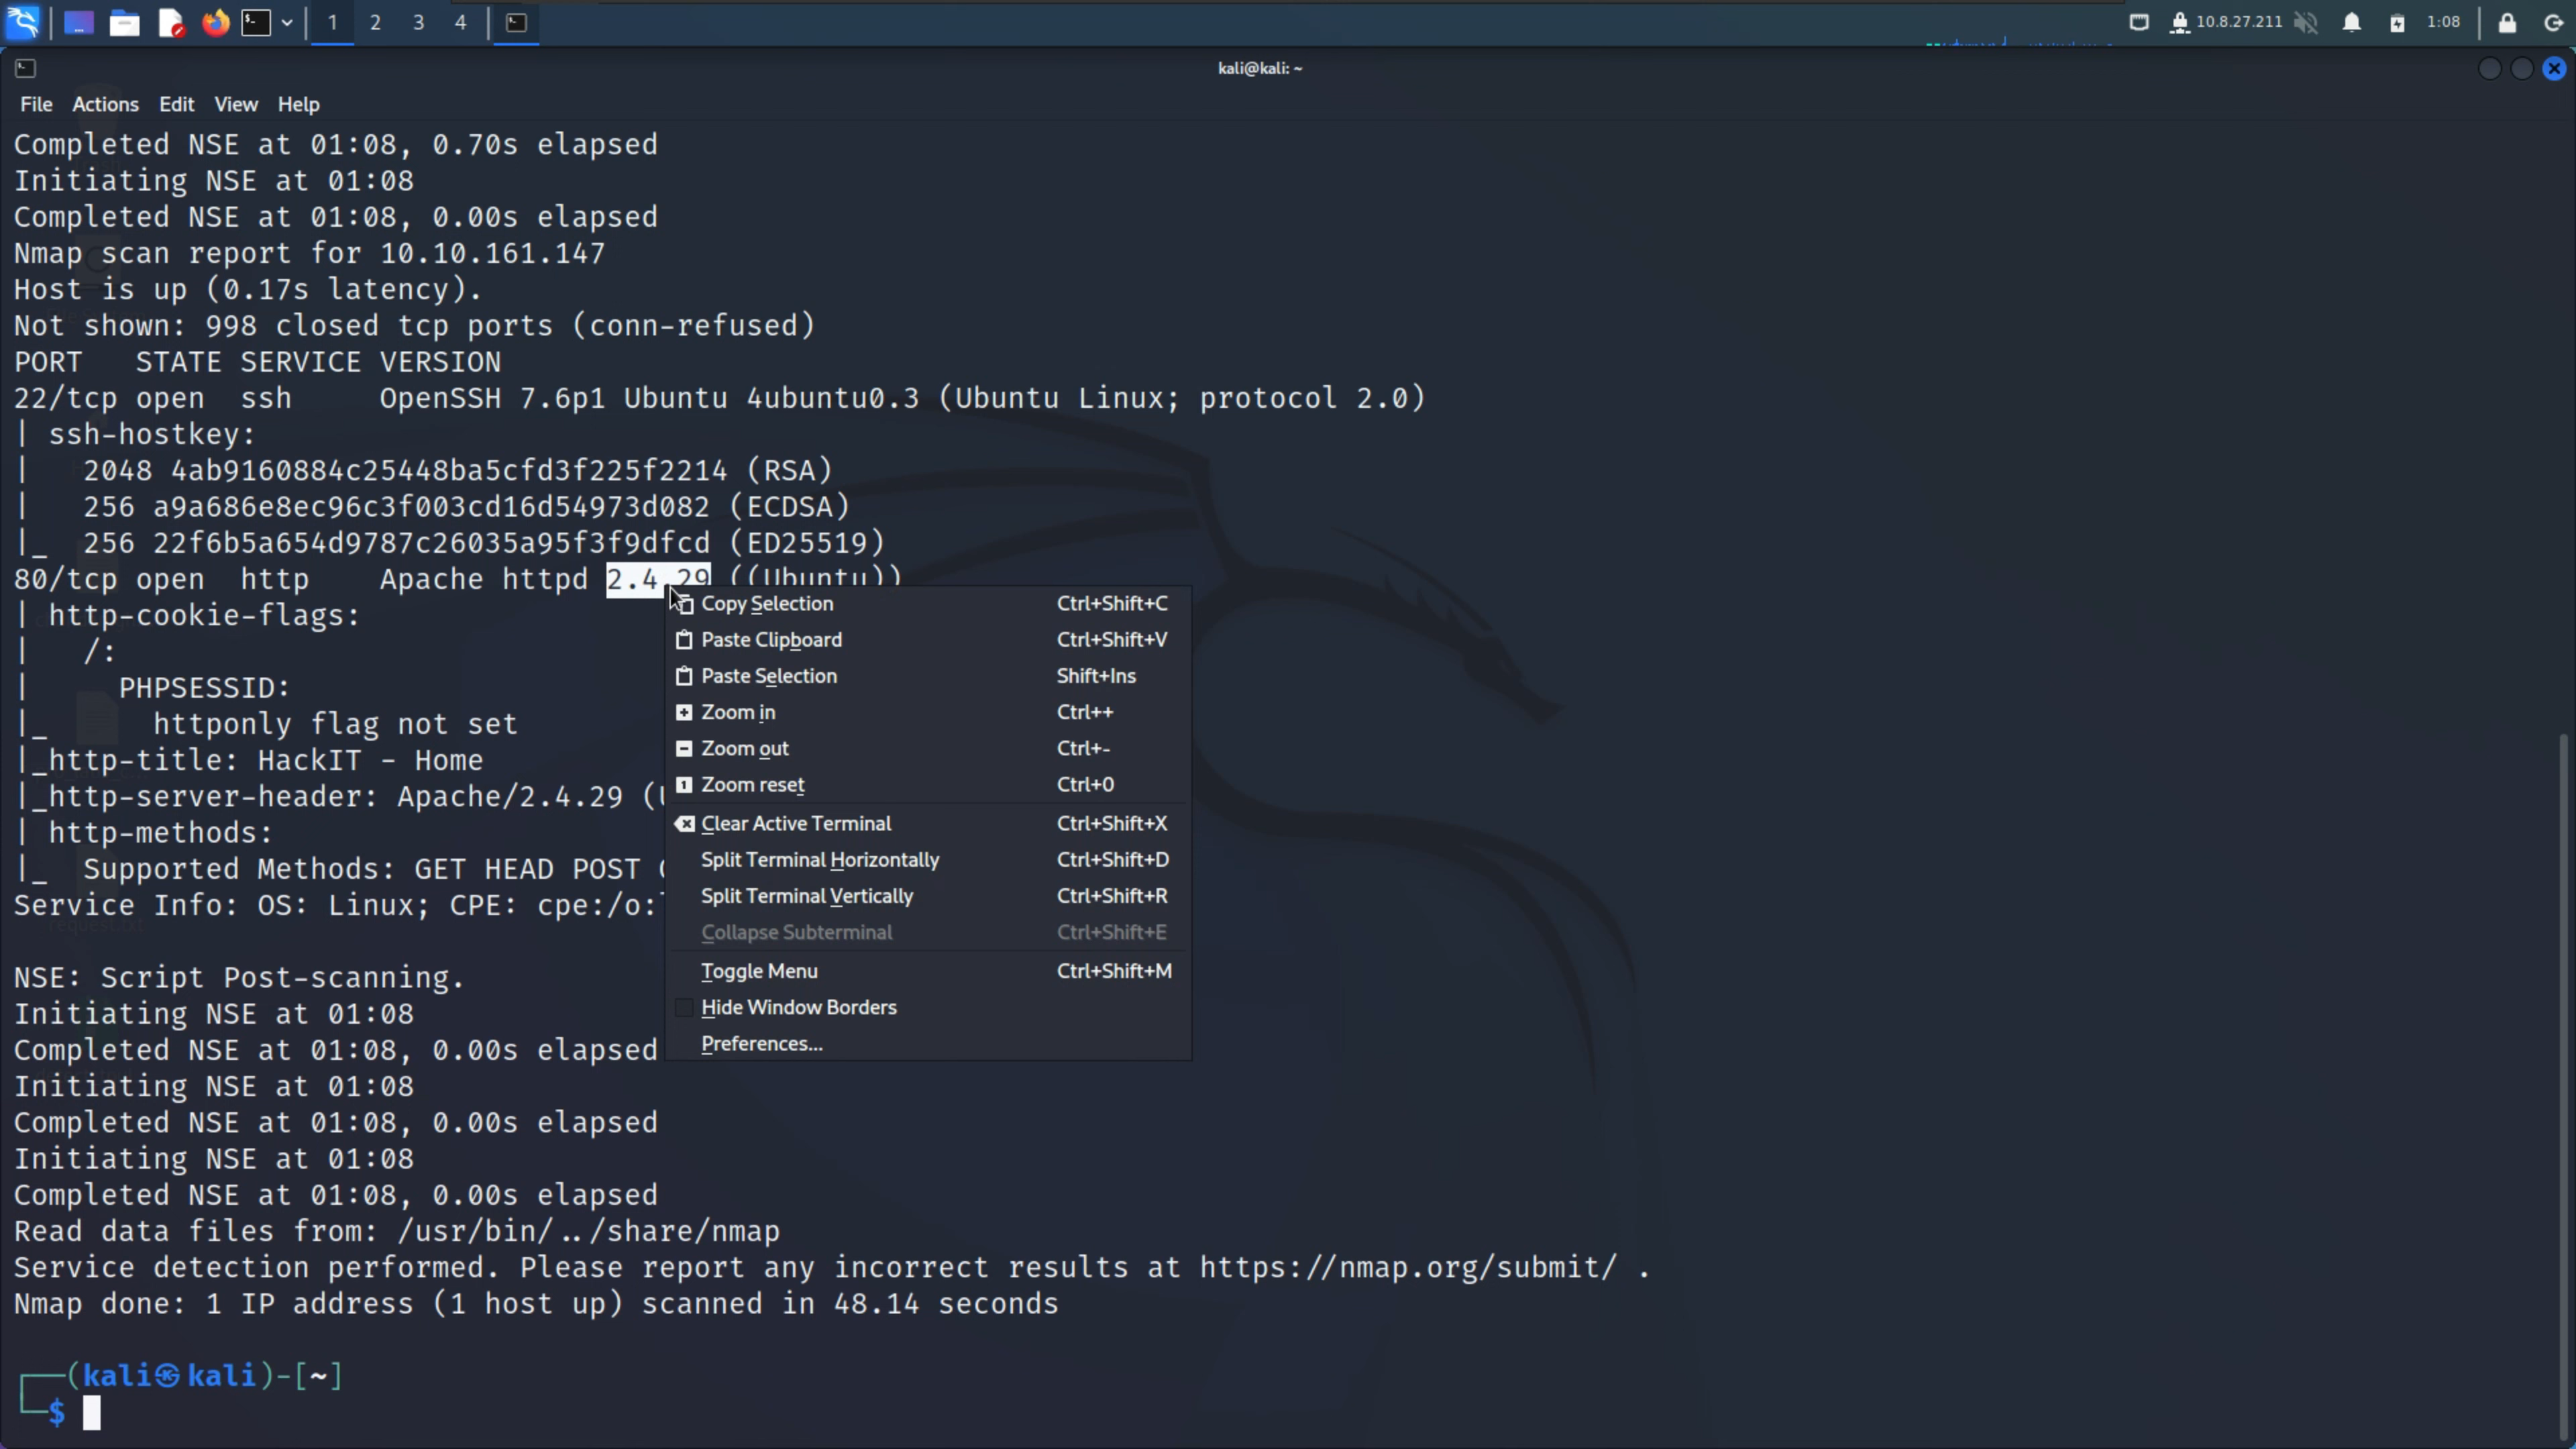 1 2 3 4 10.8.27.211 1:08
kali@kali: ~
File Actions Edit View Help
Completed NSE at 01:08, 0.70s elapsed
Initiating NSE at 01:08
Completed NSE at 01:08, 0.00s elapsed
Nmap scan report for 10.10.161.147
Host is up (0.17s latency).
Not shown: 998 closed tcp ports (conn-refused)
PORT   STATE SERVICE VERSION
22/tcp open  ssh     OpenSSH 7.6p1 Ubuntu 4ubuntu0.3 (Ubuntu Linux; protocol 2.0)
| ssh-hostkey:
|   2048 4ab9160884c25448ba5cfd3f225f2214 (RSA)
|   256 a9a686e8ec96c3f003cd16d54973d082 (ECDSA)
|_  256 22f6b5a654d9787c26035a95f3f9dfcd (ED25519)
80/tcp open  http    Apache httpd 2.4.29 ((Ubuntu))
| http-cookie-flags:
|   /:
|     PHPSESSID:
|_      httponly flag not set
|_http-title: HackIT - Home
|_http-server-header: Apache/2.4.29 (
| http-methods:
|_  Supported Methods: GET HEAD POST
Service Info: OS: Linux; CPE: cpe:/o:
NSE: Script Post-scanning.
Initiating NSE at 01:08
Completed NSE at 01:08, 0.00s elapsed
Initiating NSE at 01:08
Completed NSE at 01:08, 0.00s elapsed
Initiating NSE at 01:08
Completed NSE at 01:08, 0.00s elapsed
Read data files from: /usr/bin/../share/nmap
Service detection performed. Please report any incorrect results at https://nmap.org/submit/ .
Nmap done: 1 IP address (1 host up) scanned in 48.14 seconds
(kali㉿kali)-[~]
$
Copy Selection Ctrl+Shift+C
Paste Clipboard Ctrl+Shift+V
Paste Selection Shift+Ins
Zoom in Ctrl++
Zoom out Ctrl+-
Zoom reset Ctrl+0
Clear Active Terminal Ctrl+Shift+X
Split Terminal Horizontally Ctrl+Shift+D
Split Terminal Vertically Ctrl+Shift+R
Collapse Subterminal Ctrl+Shift+E
Toggle Menu Ctrl+Shift+M
Hide Window Borders
Preferences...